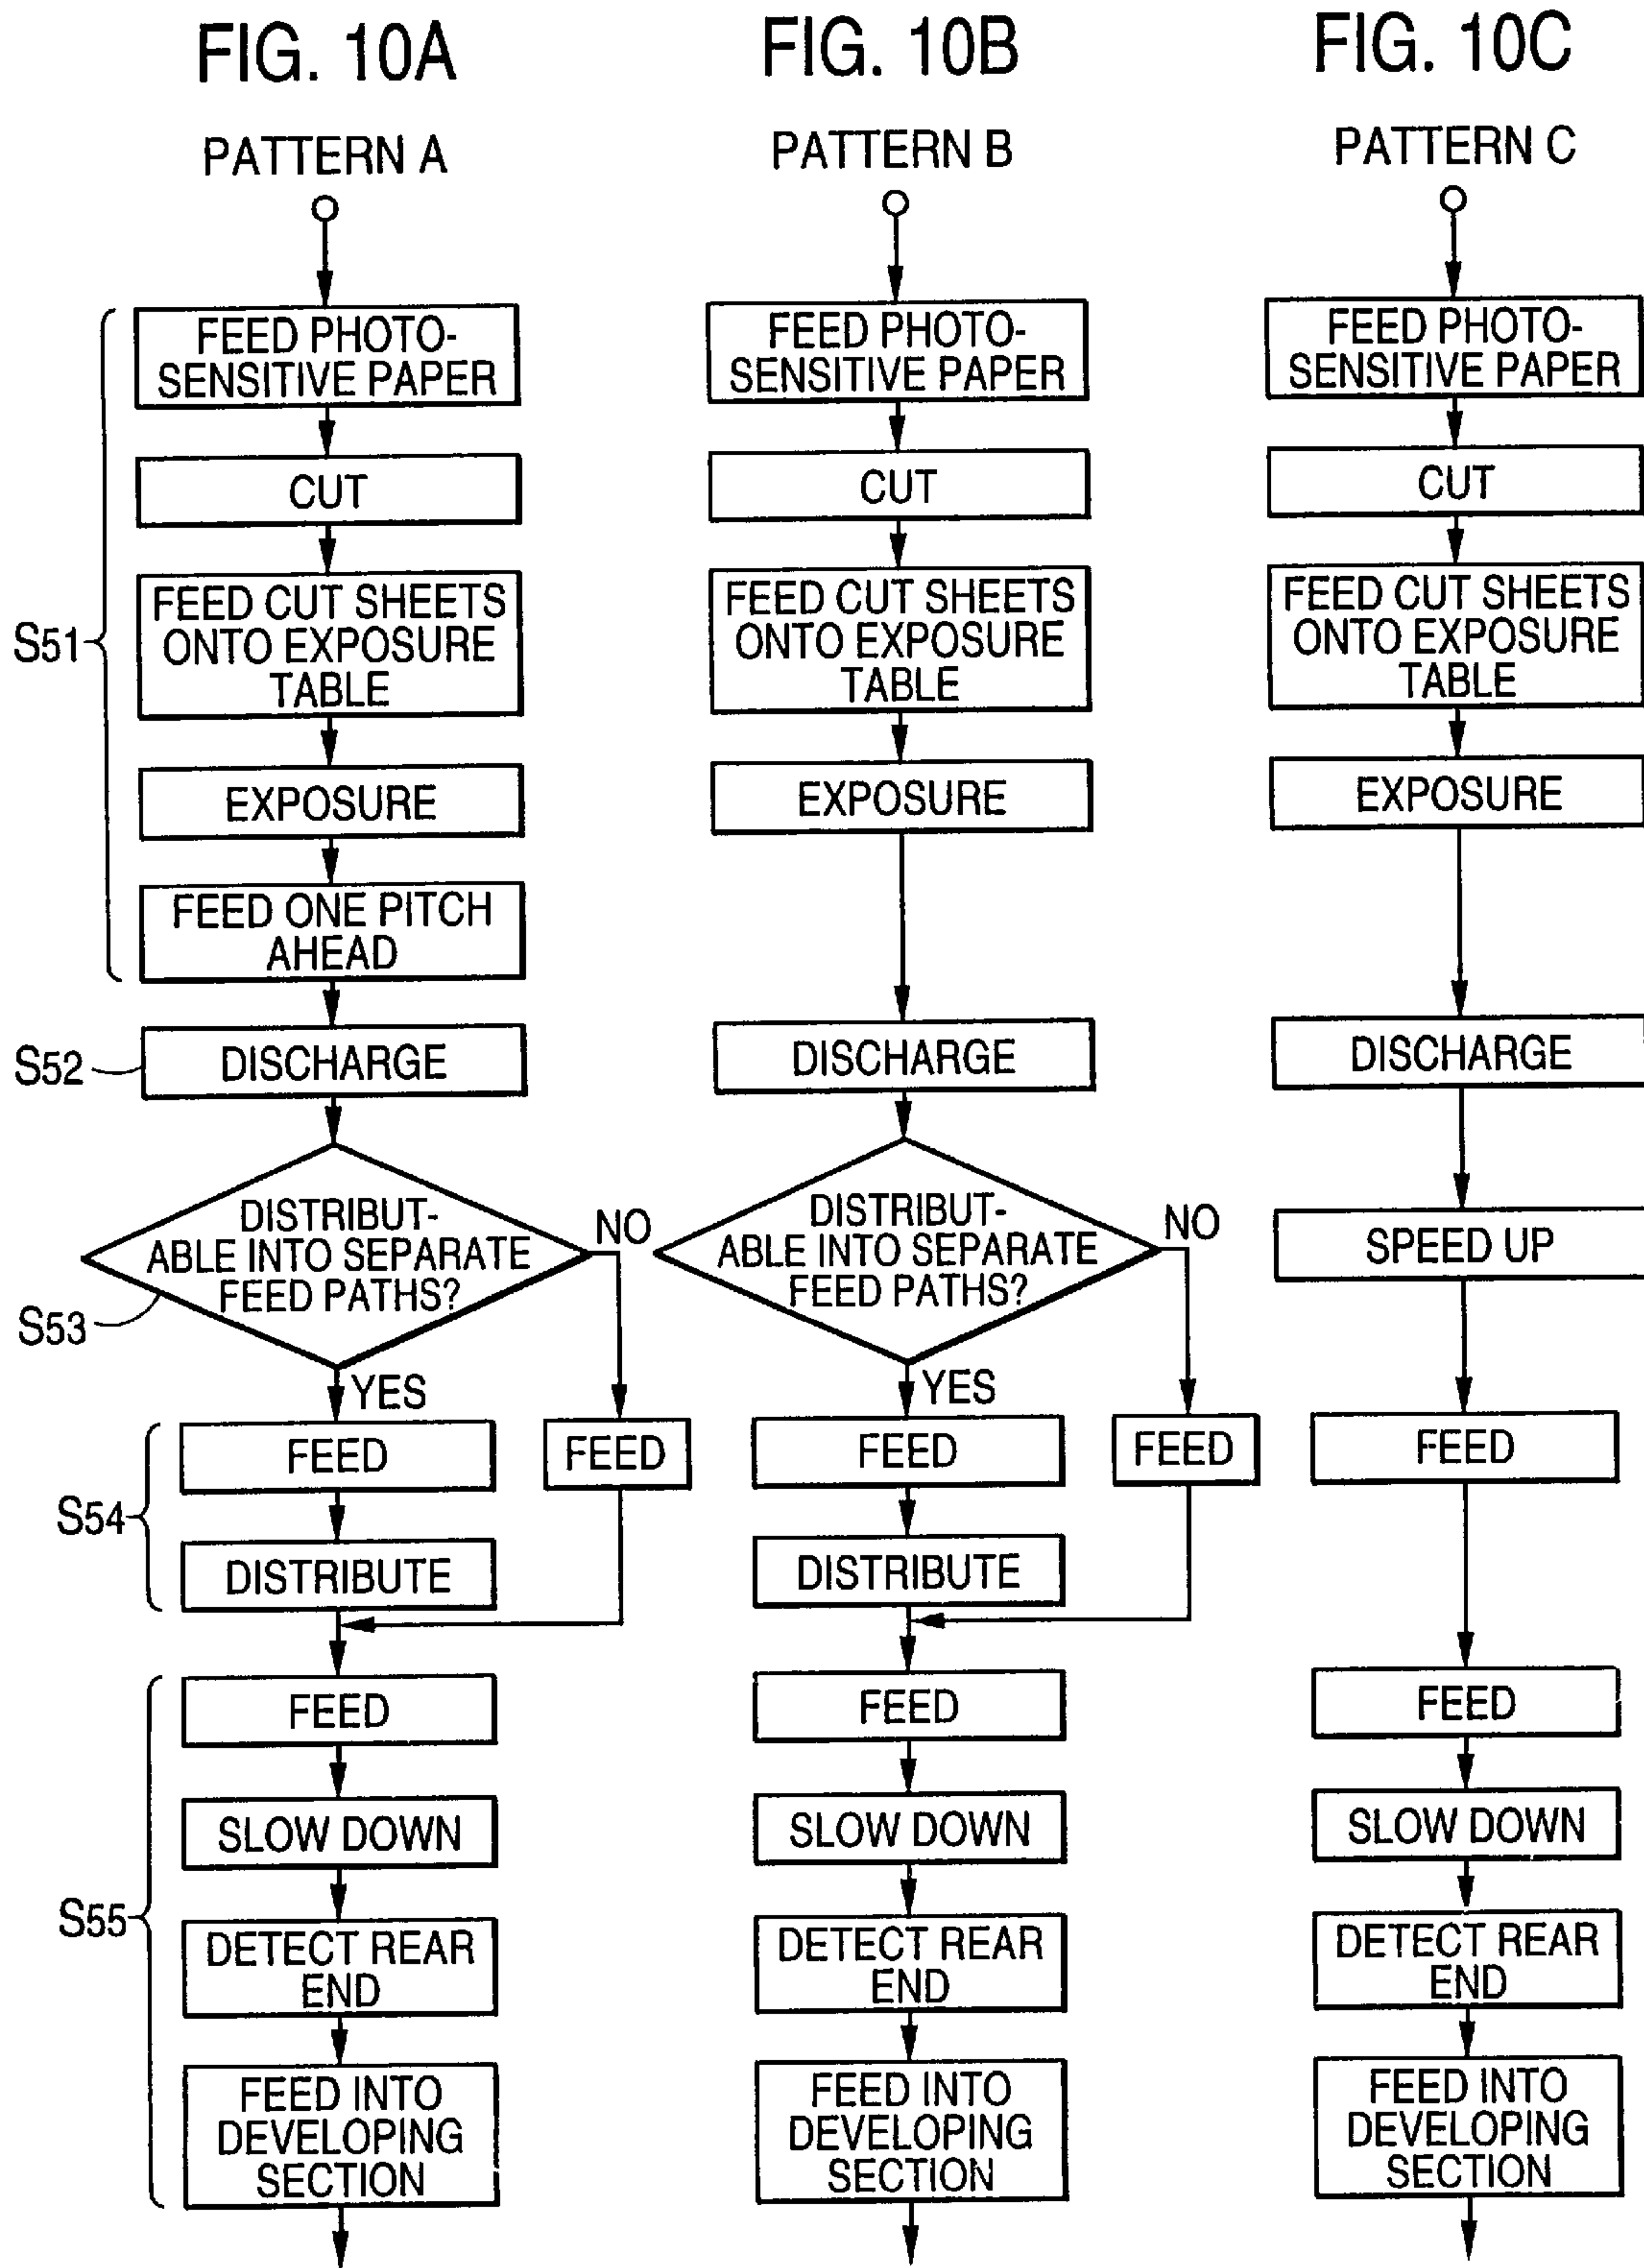 FIG. 10A
PATTERN A
FEED PHOTO-
SENSITIVE PAPER
CUT
FEED CUT SHEETS
ONTO EXPOSURE
TABLE
EXPOSURE
FEED ONE PITCH
AHEAD
S51
DISCHARGE
S52
DISTRIBUT-
ABLE INTO SEPARATE
FEED PATHS?
S53
NO
YES
FEED
FEED
DISTRIBUTE
S54
FEED
SLOW DOWN
DETECT REAR
END
FEED INTO
DEVELOPING
SECTION
S55
FIG. 10B
PATTERN B
FEED PHOTO-
SENSITIVE PAPER
CUT
FEED CUT SHEETS
ONTO EXPOSURE
TABLE
EXPOSURE
DISCHARGE
DISTRIBUT-
ABLE INTO SEPARATE
FEED PATHS?
NO
YES
FEED
FEED
DISTRIBUTE
FEED
SLOW DOWN
DETECT REAR
END
FEED INTO
DEVELOPING
SECTION
FIG. 10C
PATTERN C
FEED PHOTO-
SENSITIVE PAPER
CUT
FEED CUT SHEETS
ONTO EXPOSURE
TABLE
EXPOSURE
DISCHARGE
SPEED UP
FEED
FEED
SLOW DOWN
DETECT REAR
END
FEED INTO
DEVELOPING
SECTION